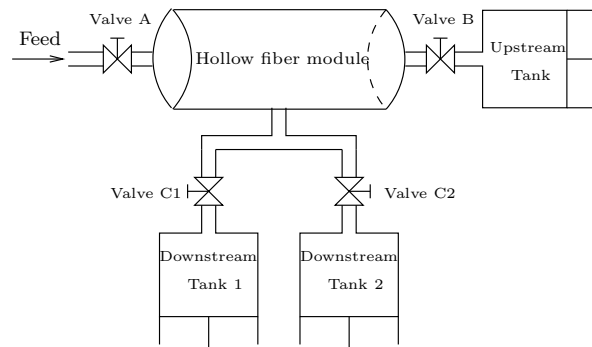 Valve A
Valve B
Feed
Hollow fiber module
Upstream
Tank
Valve C1
Valve C2
Downstream
Tank 1
Downstream
Tank 2